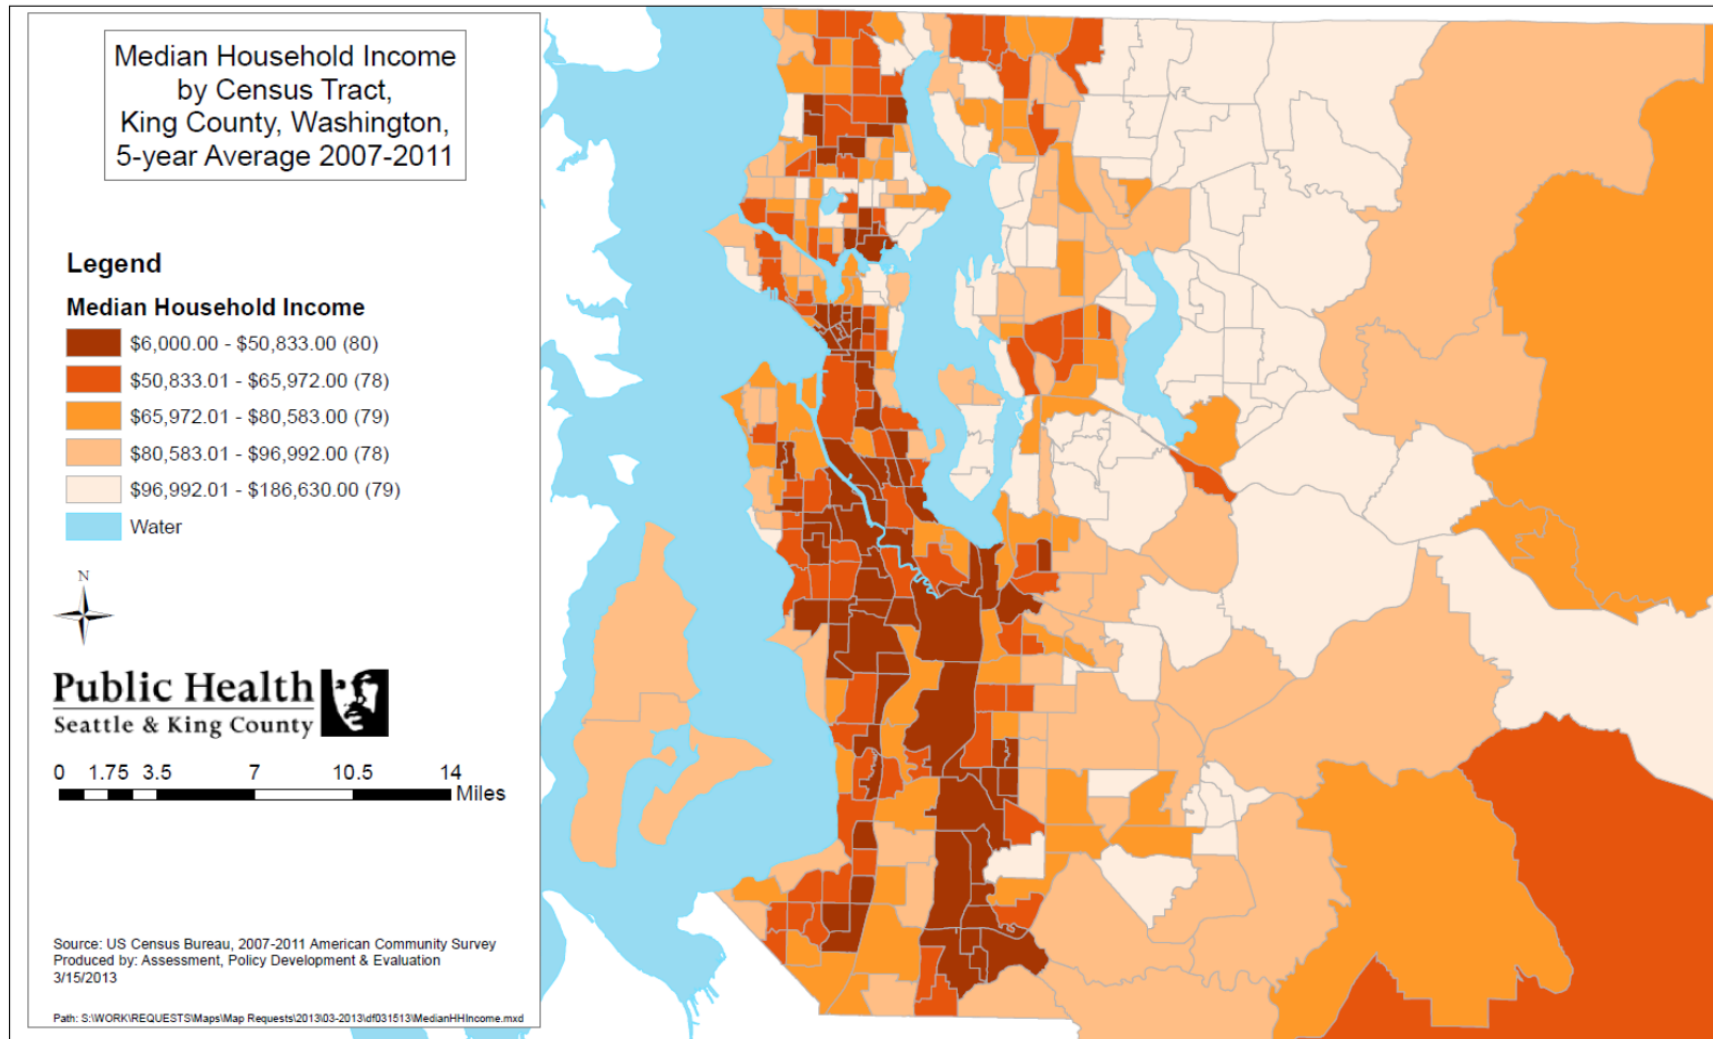 Median Household Income
by Census Tract,
King County, Washington,
5-year Average 2007-2011
Legend
Median Household Income
$6,000.00 - $50,833.00 (80)
$50,833.01 - $65,972.00 (78)
$65,972.01 - $80,583.00 (79)
$80,583.01 - $96,992.00 (78)
$96,992.01 - $186,630.00 (79)
Water
N
Public Health
Seattle & King County
0 1.75 3.5 7 10.5 14
Miles
Source: US Census Bureau, 2007-2011 American Community Survey
Produced by: Assessment, Policy Development & Evaluation
3/15/2013
Path: S:\WORK\REQUESTS\Maps\Map Requests\2013\03-2013\df031513\MedianHHIncome.mxd